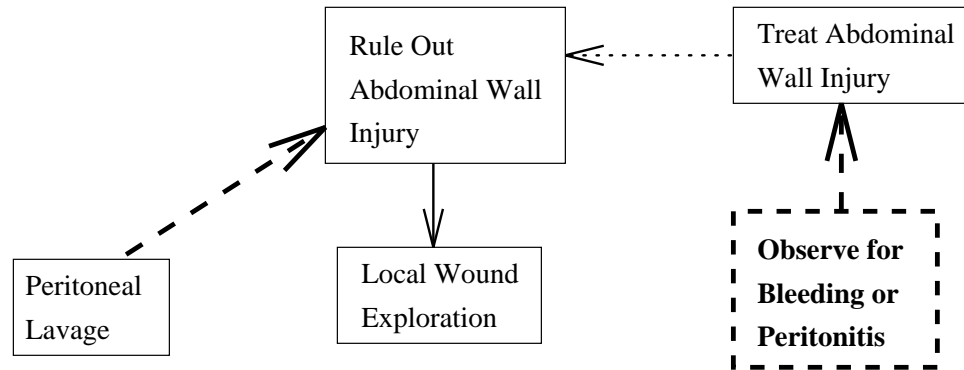 Rule Out
Abdominal Wall
Injury
Treat Abdominal
Wall Injury
Peritoneal
Lavage
Local Wound
Exploration
Observe for
Bleeding or
Peritonitis